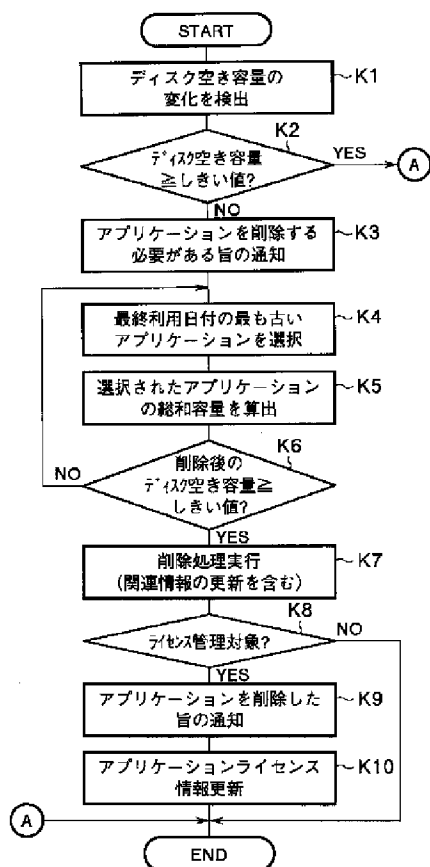 START
ディスク空き容量の
変化を検出
K1
K2
ディスク空き容量
≧しきい値?
YES
A
NO
アプリケーションを削除する
必要がある旨の通知
K3
最終利用日付の最も古い
アプリケーションを選択
K4
選択されたアプリケーション
の総和容量を算出
K5
K6
NO
削除後の
ディスク空き容量≧
しきい値?
YES
削除処理実行
(関連情報の更新を含む)
K7
K8
ライセンス管理対象?
NO
YES
アプリケーションを削除した
旨の通知
K9
アプリケーションライセンス
情報更新
K10
A
END